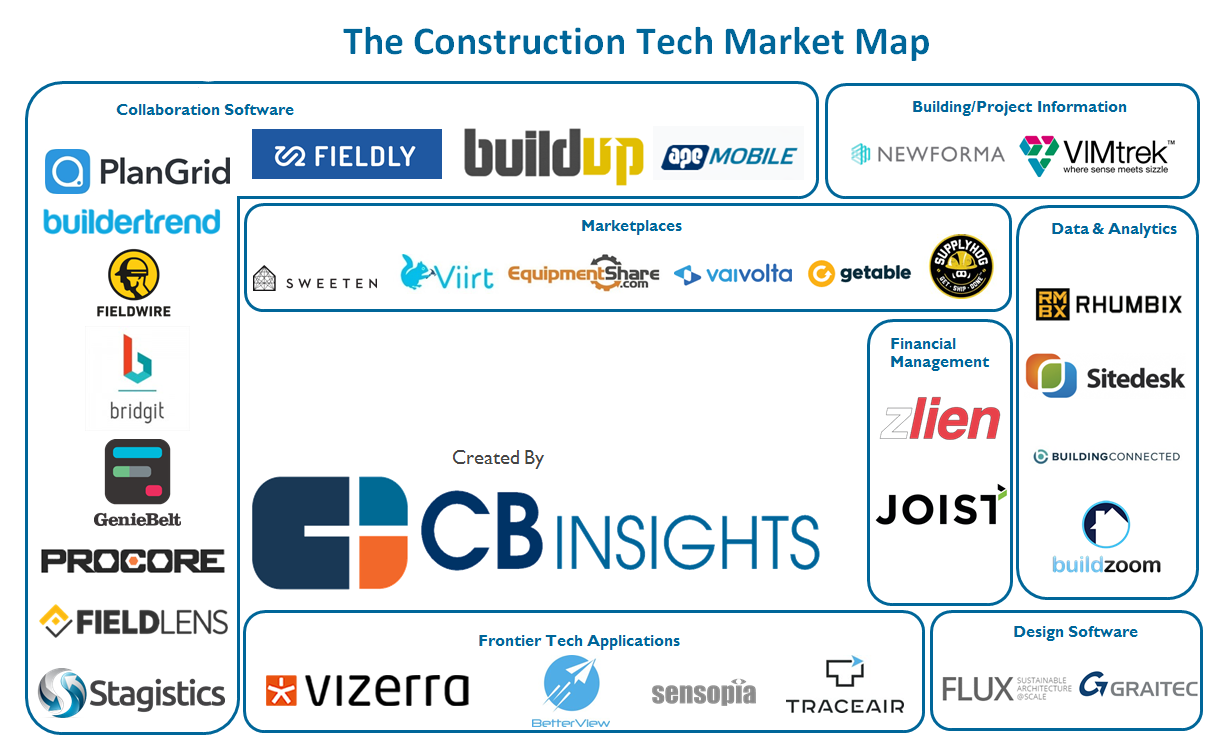 The Construction Tech Market Map
Collaboration Software
PlanGrid
FIELDLY
buildup
ape MOBILE
buildertrend
FIELDWIRE
bridgit
GenieBelt
PROCORE
FIELDLENS
Stagistics
Building/Project Information
NEWFORMA
VIMtrek™
where sense meets sizzle
Marketplaces
SWEETEN
Viirt
EquipmentShare
.com
vaivolta
getable
SUPPLYHOG
GET · SHIP · DONE
Data & Analytics
RM
BX
RHUMBIX
Sitedesk
BUILDINGCONNECTED
buildzoom
Financial
Management
zlien
JOIST
Created By
CB INSIGHTS
Frontier Tech Applications
VIZERRA
BetterView
sensopia
TRACEAIR
Design Software
FLUX
SUSTAINABLE
ARCHITECTURE
@SCALE
GRAITEC